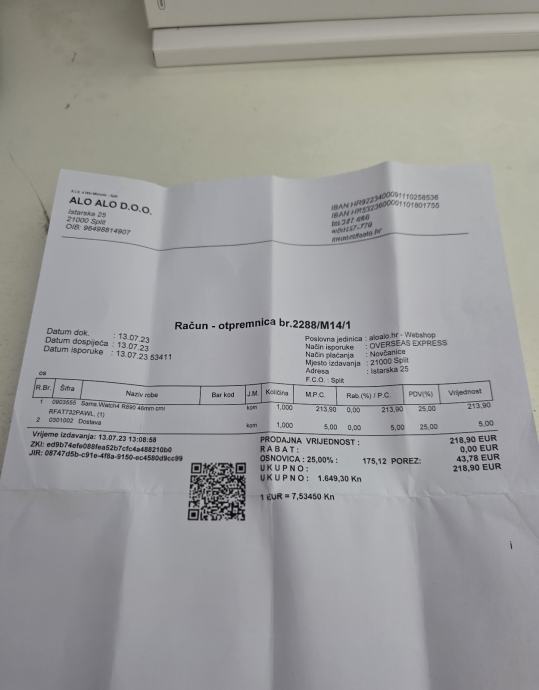 ALO ALO D.O.O.
Istarska 25
21000 Split
OIB: 96498814907
IBAN HR9223400091110258536
IBAN
Račun - otpremnica br.2288/M14/1
Datum dok. : 13.07.23
Datum dospijeća : 13.07.23
Datum isporuke : 13.07.23 53411
Poslovna jedinica : aloalo.hr - Webshop
Način isporuke : OVERSEAS EXPRESS
Način plaćanja : Novčanice
Mjesto izdavanja : 21000 Split
Adresa : Istarska 25
F.C.O. : Split
os
R.Br. Šifra Naziv robe Bar kod J.M. Količina M.P.C. Rab.(%) / P.C. PDV(%) Vrijednost
1 0903555 Sams.Watch4 R890 46mm crni kom 1,000 213,90 0,00 213,90 25,00 213,90
RFAT732PAWL, (1)
2 0301002 Dostava kom 1,000 5,00 0,00 5,00 25,00 5,00
Vrijeme izdavanja: 13.07.23 13:08:58
ZKI: ed9b74efe088fea52b7cfc4a488210b0
JIR: 08747d5b-c91e-4f8a-9150-ec4580d9cc99
PRODAJNA VRIJEDNOST : 218,90 EUR
R A B A T : 0,00 EUR
OSNOVICA : 25,00% : 175,12 POREZ: 43,78 EUR
U K U P N O : 218,90 EUR
U K U P N O : 1.649,30 Kn
1 EUR = 7,53450 Kn